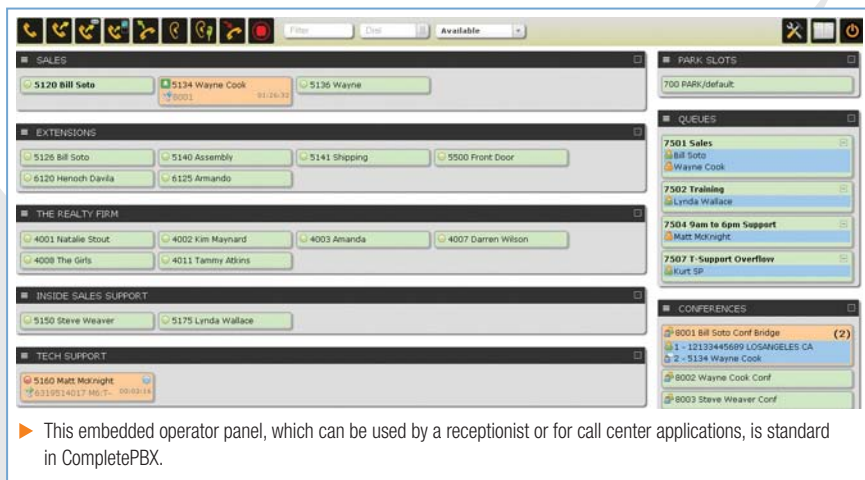 Filter
Dial
Available
SALES
5120 Bill Soto
5134 Wayne Cook
8001
01:26:32
5136 Wayne
EXTENSIONS
5126 Bill Soto
5140 Assembly
5141 Shipping
5500 Front Door
6120 Henoch Davila
6125 Armando
THE REALTY FIRM
4001 Natalie Stout
4002 Kim Maynard
4003 Amanda
4007 Darren Wilson
4008 The Girls
4011 Tammy Atkins
INSIDE SALES SUPPORT
5150 Steve Weaver
5175 Lynda Wallace
TECH SUPPORT
5160 Matt McKnight
6319514017 M6:T-
00:03:16
PARK SLOTS
700 PARK/default
QUEUES
7501 Sales
Bill Soto
Wayne Cook
7502 Training
Lynda Wallace
7504 9am to 6pm Support
Matt McKnight
7507 T-Support Overflow
Kurt SP
CONFERENCES
8001 Bill Soto Conf Bridge (2)
1 - 12133445689 LOSANGELES CA
2 - 5134 Wayne Cook
8002 Wayne Cook Conf
8003 Steve Weaver Conf
This embedded operator panel, which can be used by a receptionist or for call center applications, is standard
in CompletePBX.